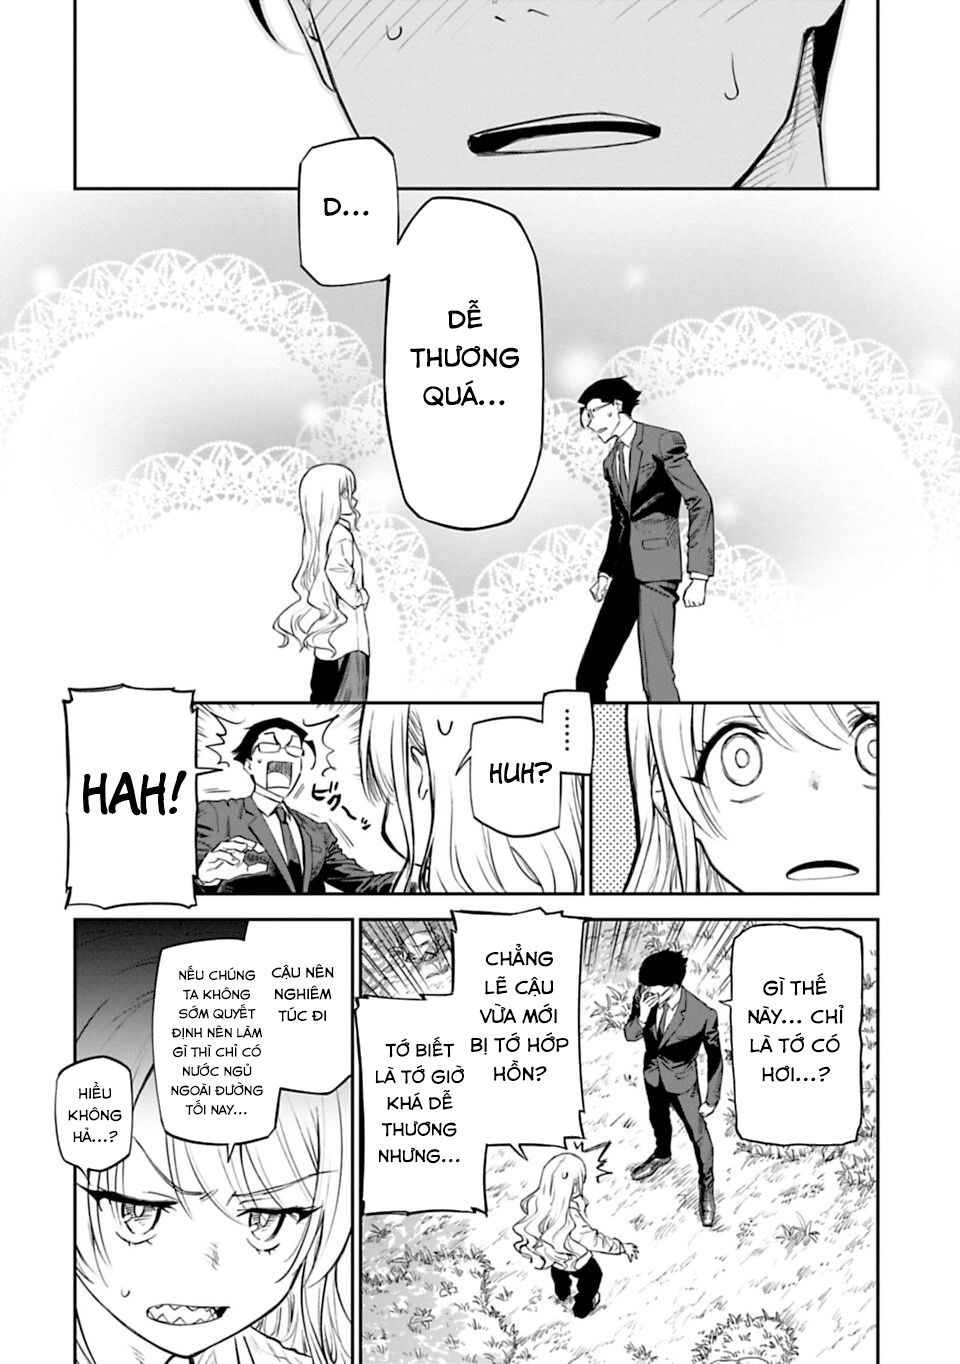 D...
DỄ
THƯƠNG
QUÁ...
.......
HUH?
ビク〜ッ
HAH!
GÌ THẾ
NÀY... CHỈ
LÀ TỚ CÓ
HƠI...?
CHẲNG
LẼ CẬU
VỪA MỚI
BỊ TỚ HỚP
HỒN?
TỚ BIẾT
LÀ TỚ GIỜ
KHÁ DỄ
THƯƠNG
NHƯNG...
CẬU NÊN
NGHIÊM
TÚC ĐI
NẾU CHÚNG
TA KHÔNG
SỚM QUYẾT
ĐỊNH NÊN LÀM
GÌ THÌ CHỈ CÓ
NƯỚC NGỦ
NGOÀI ĐƯỜNG
TỐI NAY...
HIỂU
KHÔNG
HẢ...?